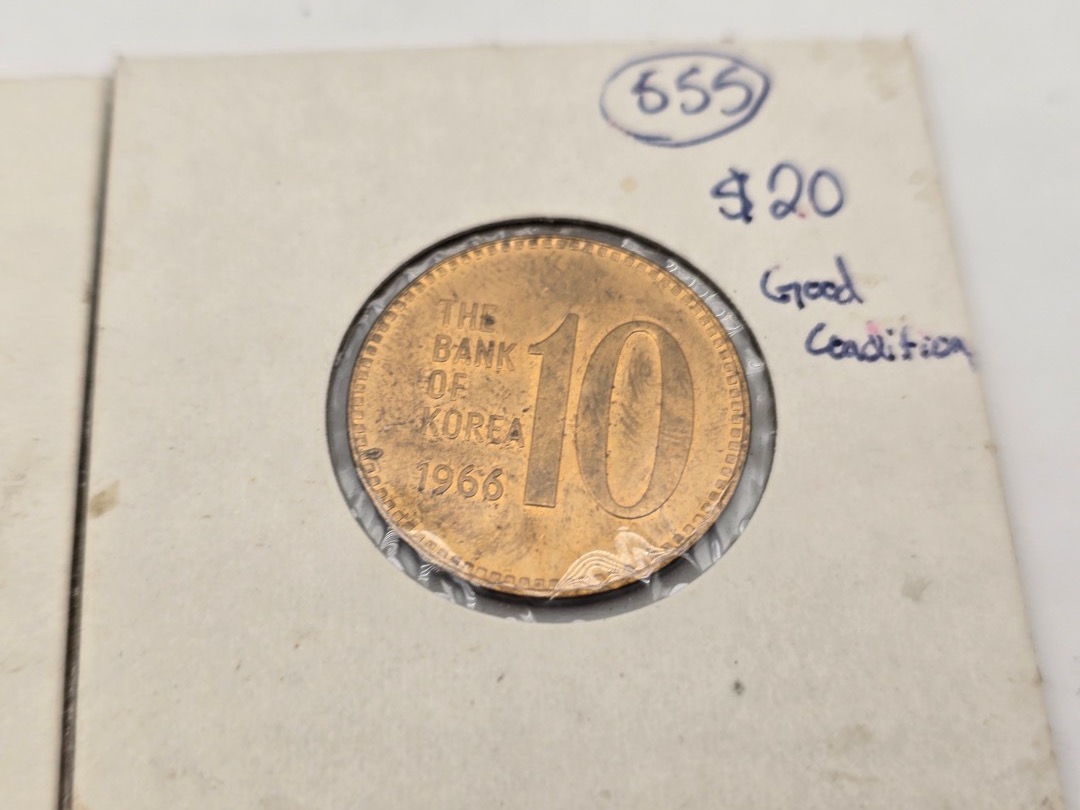 555
$20
Good
Condition
THE
BANK
OF
KOREA
1966
10